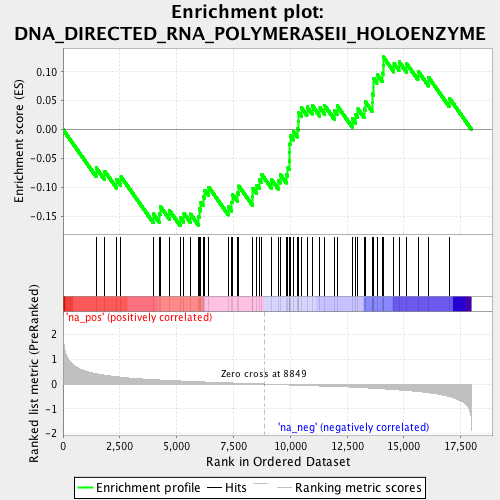 Enrichment plot:
DNA_DIRECTED_RNA_POLYMERASEII_HOLOENZYME
Enrichment score (ES)
0.10
0.05
0.00
-0.05
-0.10
-0.15
'na_pos' (positively correlated)
Ranked list metric (PreRanked)
2
1
0
-1
-2
Zero cross at 8849
'na_neg' (negatively correlated)
0
2,500
5,000
7,500
10,000
12,500
15,000
17,500
Rank in Ordered Dataset
Enrichment profile
Hits
Ranking metric scores